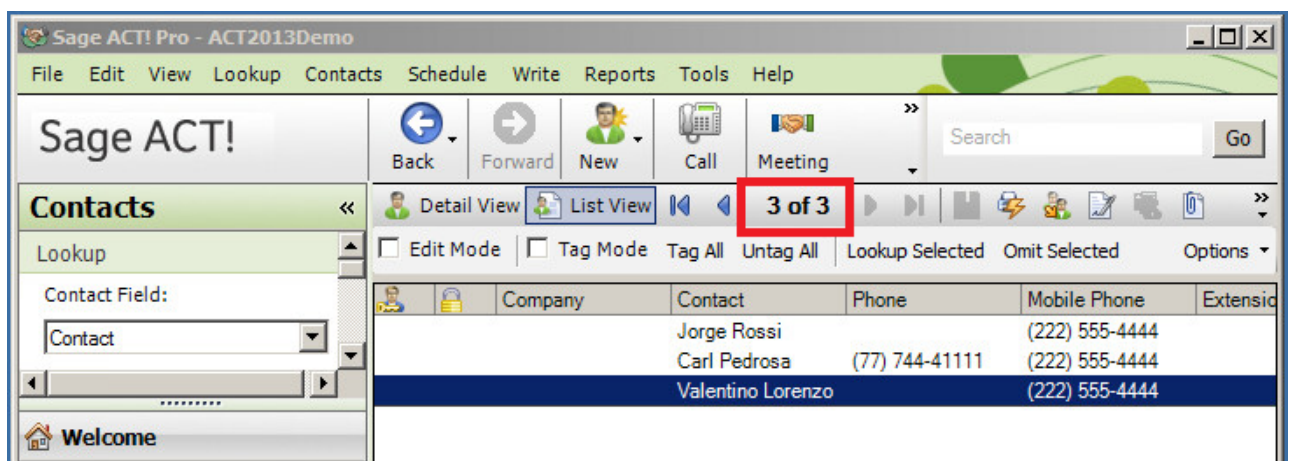 Sage ACT! Pro - ACT2013Demo
File Edit View Lookup Contacts Schedule Write Reports Tools Help
Sage ACT!
Back Forward New Call Meeting Search Go
Contacts
Detail View List View 3 of 3
Lookup
Edit Mode Tag Mode Tag All Untag All Lookup Selected Omit Selected Options
Contact Field:
Contact
Company Contact Phone Mobile Phone Extensio
Jorge Rossi (222) 555-4444
Carl Pedrosa (77) 744-41111 (222) 555-4444
Valentino Lorenzo (222) 555-4444
Welcome